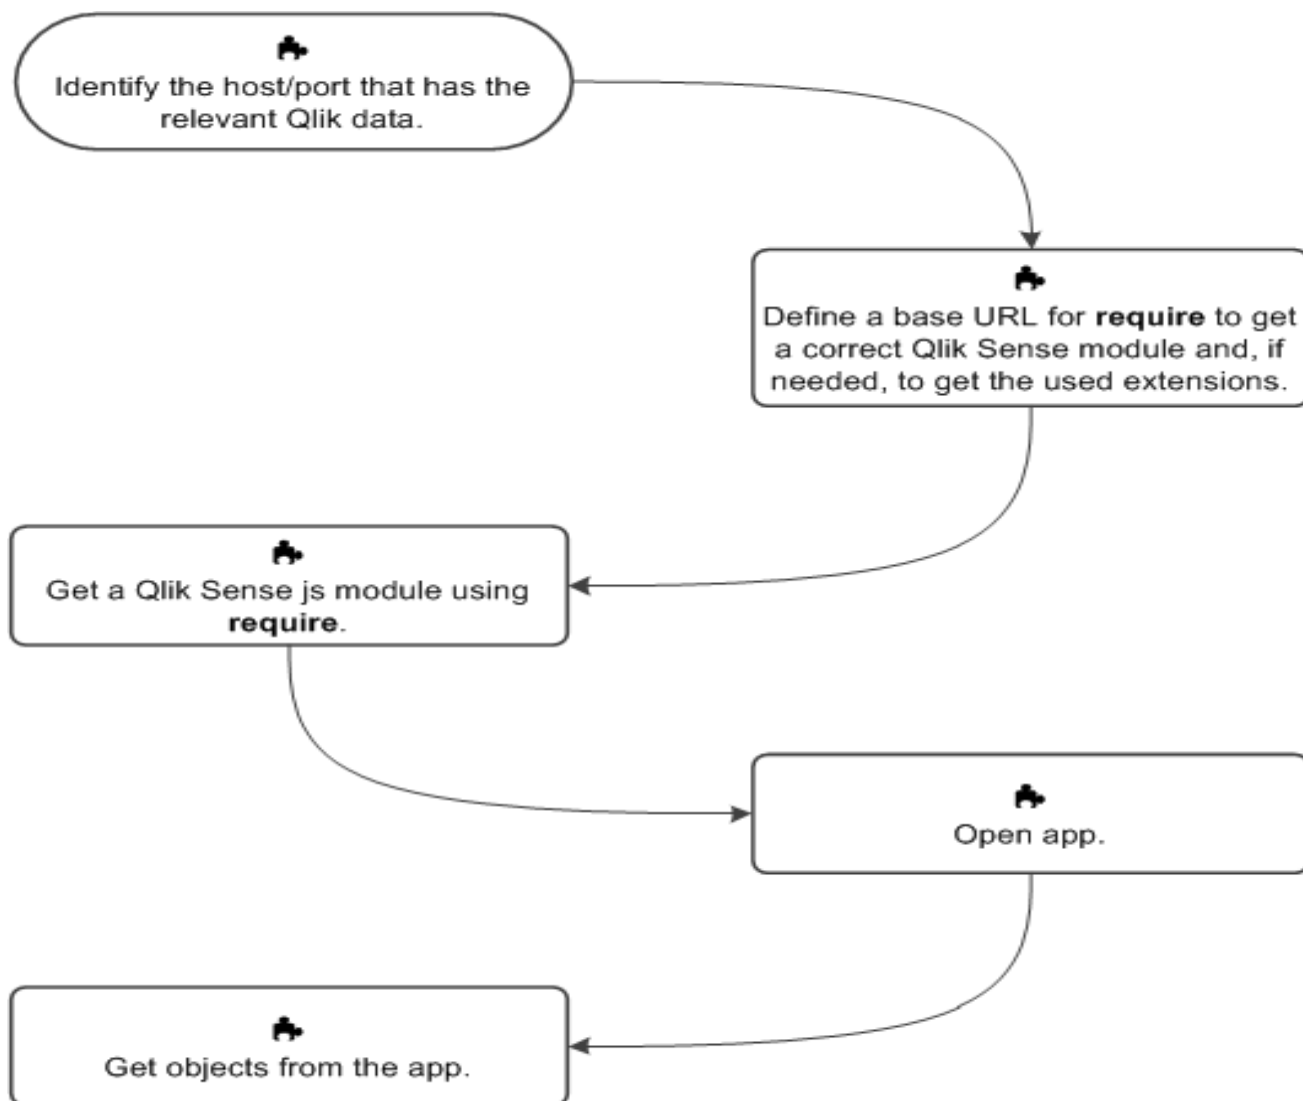 Identify the host/port that has the
relevant Qlik data.
Define a base URL for require to get
a correct Qlik Sense module and, if
needed, to get the used extensions.
Get a Qlik Sense js module using
require.
Open app.
Get objects from the app.